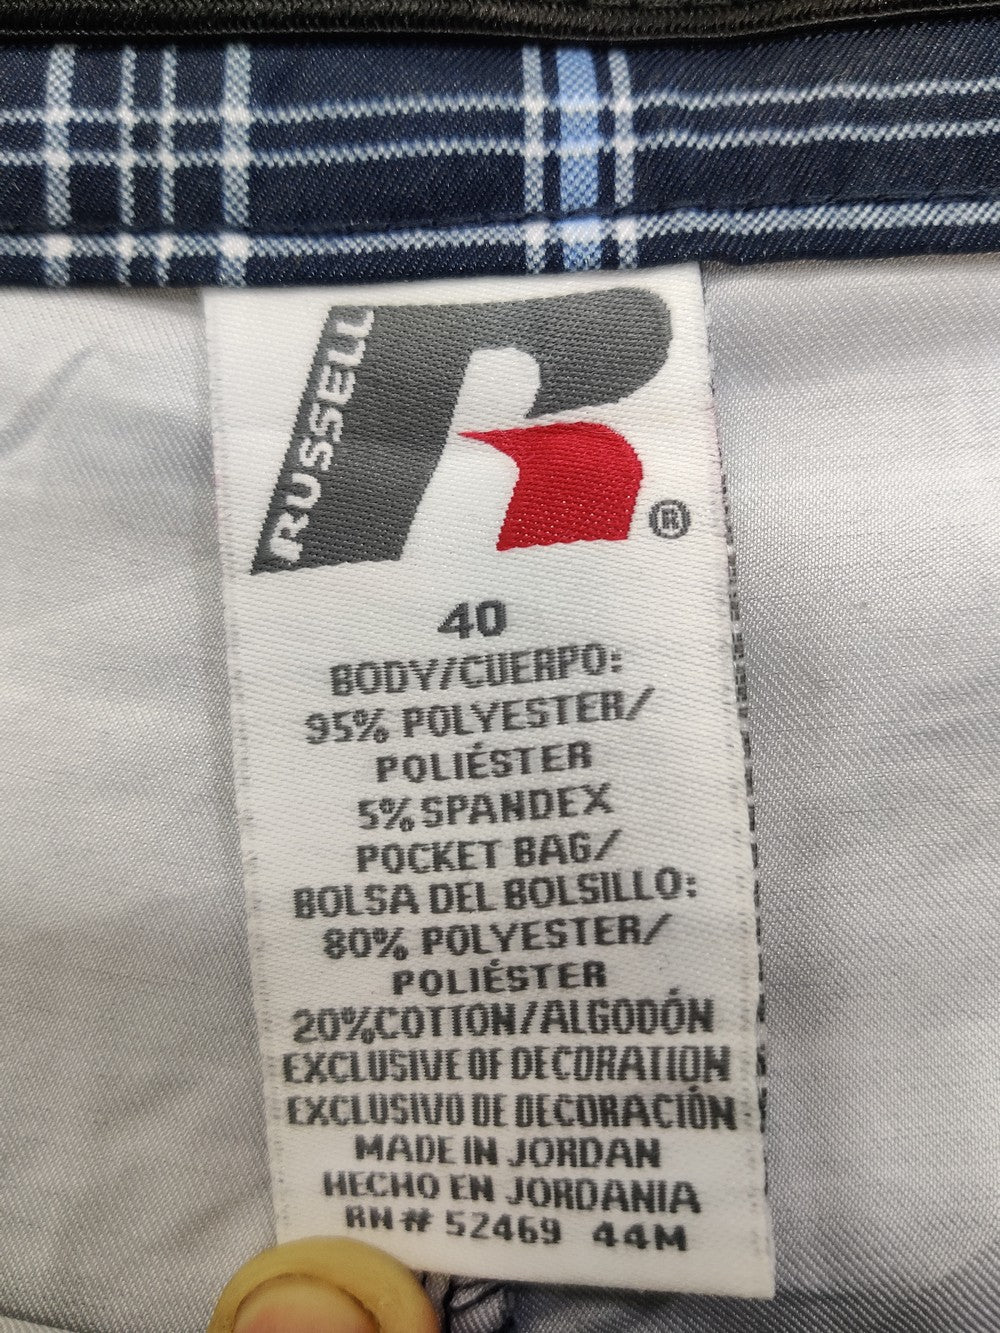 RUSSELL
®
40
BODY/CUERPO:
95% POLYESTER/
POLIÉSTER
5% SPANDEX
POCKET BAG/
BOLSA DEL BOLSILLO:
80% POLYESTER/
POLIÉSTER
20% COTTON/ALGODÓN
EXCLUSIVE OF DECORATION
EXCLUSIVO DE DECORACIÓN
MADE IN JORDAN
HECHO EN JORDANIA
RN# 52469 44M